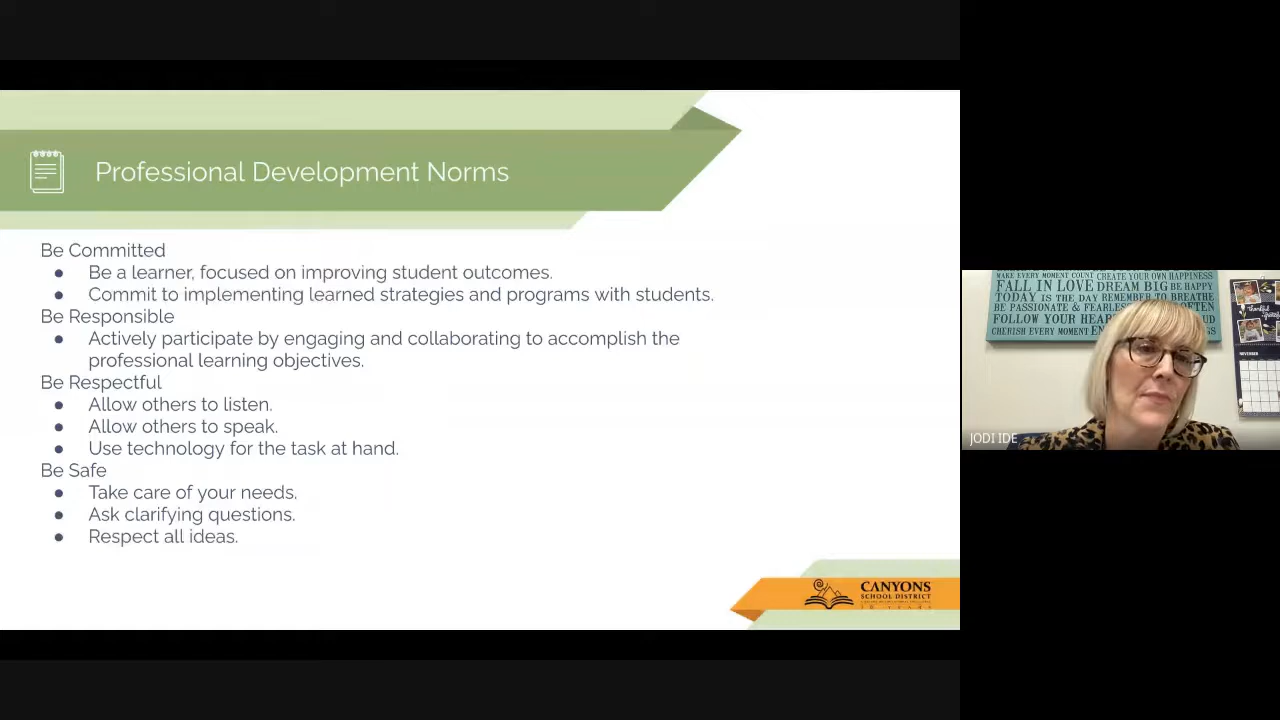 Professional Development Norms
Be Committed
● Be a learner, focused on improving student outcomes.
● Commit to implementing learned strategies and programs with students.
Be Responsible
● Actively participate by engaging and collaborating to accomplish the
professional learning objectives.
Be Respectful
● Allow others to listen.
● Allow others to speak.
● Use technology for the task at hand.
Be Safe
● Take care of your needs.
● Ask clarifying questions.
● Respect all ideas.
CANYONS
SCHOOL DISTRICT
MAKE EVERY MOMENT COUNT CREATE YOUR OWN HAPPINESS
FALL IN LOVE DREAM BIG BE HAPPY
TODAY IS THE DAY REMEMBER TO BREATHE
BE PASSIONATE & FEARLESS OFTEN
FOLLOW YOUR
CHERISH EVERY MOMENT
NOVEMBER
JODI IDE